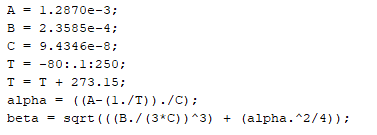 A = 1.2870e-3;
B = 2.3585e-4;
C = 9.4346e-8;
T = -80:.1:250;
T = T + 273.15;
alpha = ((A-(1./T))./C);
beta = sqrt(((B./(3*C))^3) + (alpha.^2/4));